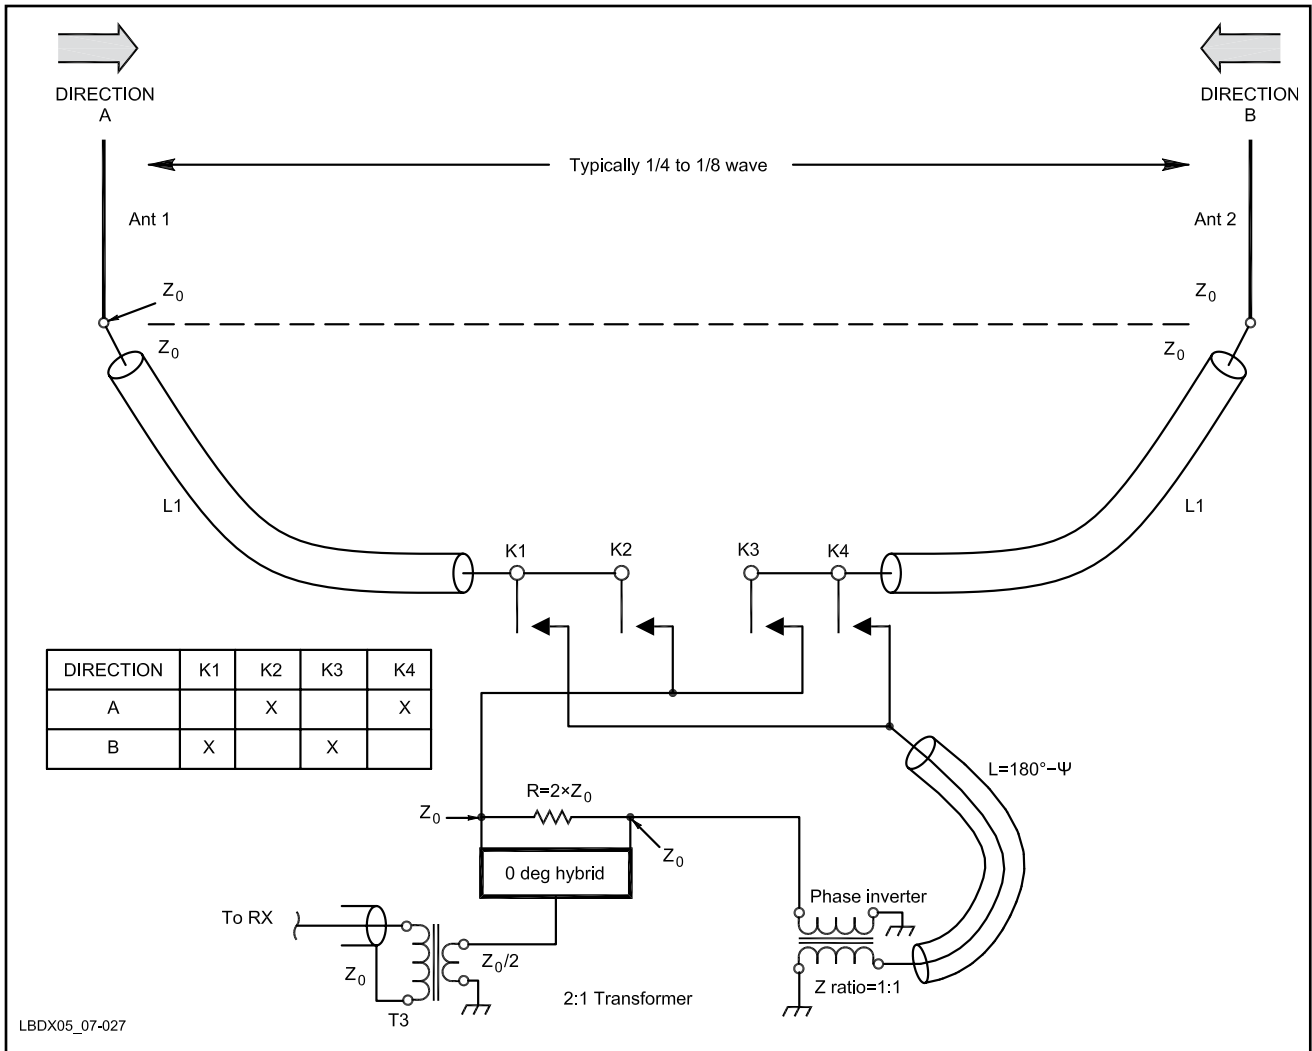 DIRECTION
A
DIRECTION
B
Typically 1/4 to 1/8 wave
Ant 1
Ant 2
Z0
Z0
Z0
Z0
L1
L1
K1
K2
K3
K4
DIRECTION K1 K2 K3 K4
A X X
B X X
L=180°−Ψ
R=2×Z0
Z0
Z0
0 deg hybrid
Phase inverter
To RX
Z0
Z0/2
Z ratio=1:1
2:1 Transformer
T3
LBDX05_07-027